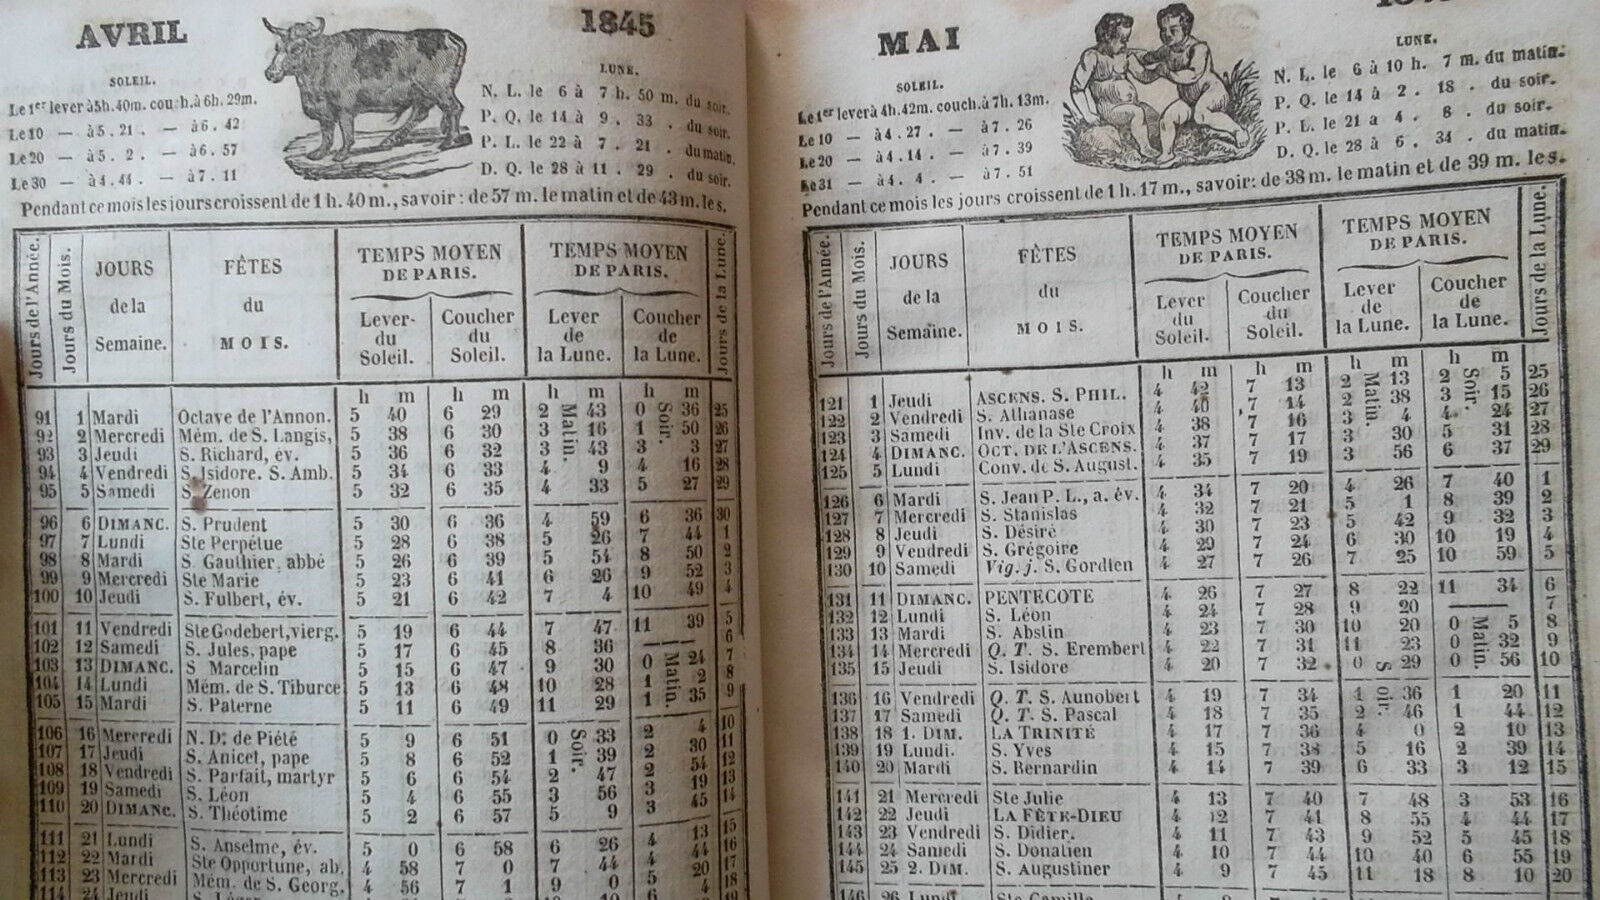 AVRIL 1845
SOLEIL.
Le 1er lever à 5h. 40m. couch. à 6h. 29m.
Le 10 — à 5. 21. — à 6. 42
Le 20 — à 5. 2. — à 6. 57
Le 30 — à 4. 44. — à 7. 11
LUNE.
N. L. le 6 à 7 h. 50 m. du soir.
P. Q. le 14 à 9. 33. du soir.
P. L. le 22 à 7. 21. du matin.
D. Q. le 28 à 11. 29. du soir.
Pendant ce mois les jours croissent de 1 h. 40 m., savoir : de 57 m. le matin et de 43 m. le s.
Jours de l'Année.
Jours du Mois.
JOURS de la Semaine.
FÊTES du MOIS.
TEMPS MOYEN DE PARIS.
Lever du Soleil.
Coucher du Soleil.
TEMPS MOYEN DE PARIS.
Lever de la Lune.
Coucher de la Lune.
Jours de la Lune.
h m h m h m h m
91 1 Mardi Octave de l'Annon. 5 40 6 29 2 Matin. 43 0 Soir. 36 25
92 2 Mercredi Mém. de S. Langis, 5 38 6 30 3 16 1 50 26
93 3 Jeudi S. Richard, év. 5 36 6 32 3 43 3 3 27
94 4 Vendredi S. Isidore. S. Amb. 5 34 6 33 4 9 4 16 28
95 5 Samedi S. Zenon 5 32 6 35 4 33 5 27 29
96 6 DIMANC. S. Prudent 5 30 6 36 4 59 6 36 30
97 7 Lundi Ste Perpétue 5 28 6 38 5 26 7 44 1
98 8 Mardi S. Gauthier, abbé 5 26 6 39 5 54 8 50 2
99 9 Mercredi Ste Marie 5 23 6 41 6 26 9 52 3
100 10 Jeudi S. Fulbert, év. 5 21 6 42 7 4 10 49 4
101 11 Vendredi Ste Godebert, vierg. 5 19 6 44 7 47 11 39 5
102 12 Samedi S. Jules, pape 5 17 6 45 8 36 6
103 13 DIMANC. S Marcelin 5 15 6 47 9 30 0 Matin. 24 7
104 14 Lundi Mém. de S. Tiburce 5 13 6 48 10 28 1 2 8
105 15 Mardi S. Paterne 5 11 6 49 11 29 1 35 9
106 16 Mercredi N. D. de Piété 5 9 6 51 0 Soir. 33 2 4 10
107 17 Jeudi S. Anicel, pape 5 8 6 52 1 39 2 30 11
108 18 Vendredi S. Parfait, martyr 5 6 6 54 2 47 2 54 12
109 19 Samedi S. Léon 5 4 6 55 3 56 3 19 13
110 20 DIMANC. S. Théotime 5 2 6 57 5 9 3 45 14
111 21 Lundi S. Anselme, év. 5 0 6 58 6 26 4 13 15
112 22 Mardi Ste Opportune, ab. 4 58 7 0 7 44 4 44 16
113 23 Mercredi Mém. de S. Georg. 4 56 7 1 9 0 5 20 17
114 24 Jeudi
MAI
SOLEIL.
Le 1er lever à 4h. 42m. couch. à 7h. 13m.
Le 10 — à 4. 27. — à 7. 26
Le 20 — à 4. 14. — à 7. 39
Le 31 — à 4. 4. — à 7. 51
LUNE.
N. L. le 6 à 10 h. 7 m. du matin.
P. Q. le 14 à 2. 18. du soir.
P. L. le 21 a 4. 8. du soir.
D. Q. le 28 à 6. 34. du matin.
Pendant ce mois les jours croissent de 1 h. 17 m., savoir : de 38 m. le matin et de 39 m. le s.
Jours de l'Année.
Jours du Mois.
JOURS de la Semaine.
FÊTES du MOIS.
TEMPS MOYEN DE PARIS.
Lever du Soleil.
Coucher du Soleil.
TEMPS MOYEN DE PARIS.
Lever de la Lune.
Coucher de la Lune.
Jours de la Lune.
h m h m h m h m
121 1 Jeudi ASCENS. S. PHIL. 4 42 7 13 2 Matin. 13 2 Soir. 5 25
122 2 Vendredi S. Athanase 4 40 7 14 2 38 3 15 26
123 3 Samedi Inv. de la Ste Croix 4 38 7 16 3 4 4 24 27
124 4 DIMANC. OCT. DE L'ASCENS. 4 37 7 17 3 30 5 31 28
125 5 Lundi Conv. de S. August. 4 35 7 19 3 56 6 37 29
126 6 Mardi S. Jean P. L., a. év. 4 34 7 20 4 26 7 40 1
127 7 Mercredi S. Stanislas 4 32 7 21 5 1 8 39 2
128 8 Jeudi S. Désiré 4 30 7 23 5 42 9 32 3
129 9 Vendredi S. Grégoire 4 29 7 24 6 30 10 19 4
130 10 Samedi Vig. j. S. Gordien 4 27 7 26 7 25 10 59 5
131 11 DIMANC. PENTECOTE 4 26 7 27 8 22 11 34 6
132 12 Lundi S. Léon 4 24 7 28 9 20 7
133 13 Mardi S. Abstin 4 23 7 30 10 20 0 Matin. 5 8
134 14 Mercredi Q. T. S. Erembert 4 22 7 31 11 23 0 32 9
135 15 Jeudi S. Isidore 4 20 7 32 0 Soir. 29 0 56 10
136 16 Vendredi Q. T. S. Aunobert 4 19 7 34 1 36 1 20 11
137 17 Samedi Q. T. S. Pascal 4 18 7 35 2 46 1 44 12
138 18 1. DIM. LA TRINITÉ 4 17 7 36 4 0 2 10 13
139 19 Lundi. S. Yves 4 15 7 38 5 16 2 39 14
140 20 Mardi S. Bernardin 4 14 7 39 6 33 3 12 15
141 21 Mercredi Ste Julie 4 13 7 40 7 48 3 53 16
142 22 Jeudi LA FÊTE-DIEU 4 12 7 41 8 55 4 44 17
143 23 Vendredi S. Didier. 4 11 7 43 9 52 5 45 18
144 24 Samedi S. Donatien 4 10 7 44 10 40 6 55 19
145 25 2. DIM. S. Augustiner 4 9 7 45 11 18 8 10 20
146 26 Lundi Ste Camille